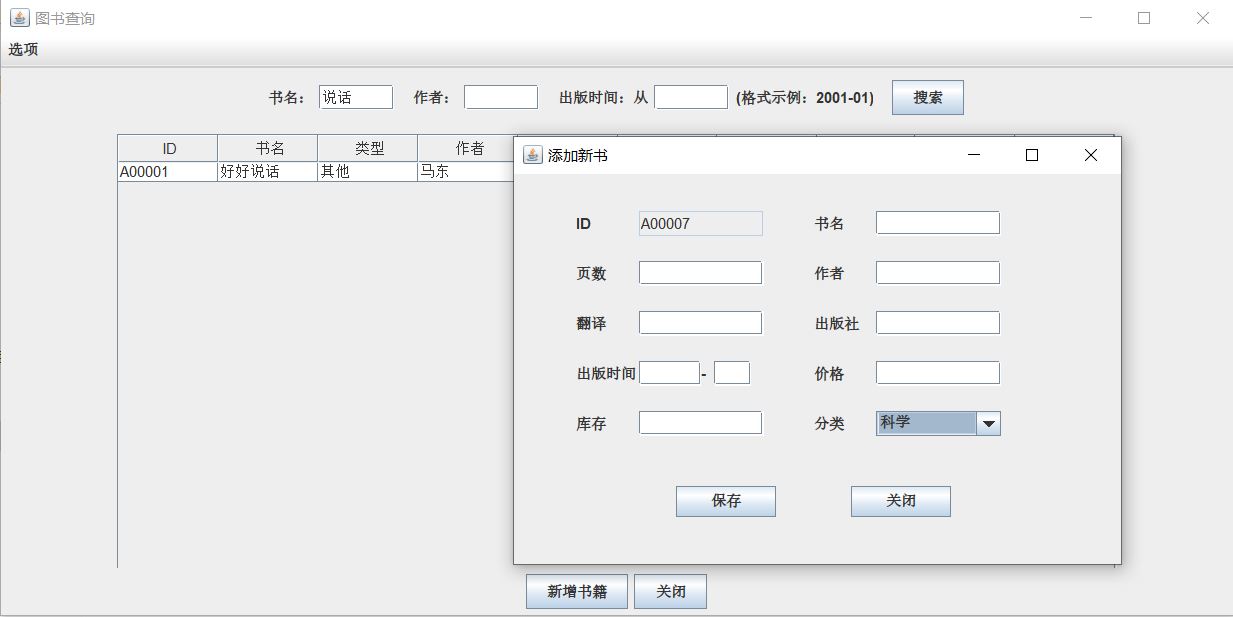 图书查询
选项
书名： 说话 作者： 出版时间：从 (格式示例：2001-01) 搜索
ID 书名 类型 作者
A00001 好好说话 其他 马东
添加新书
ID A00007 书名
页数 作者
翻译 出版社
出版时间 - 价格
库存 分类 科学
保存 关闭
新增书籍 关闭